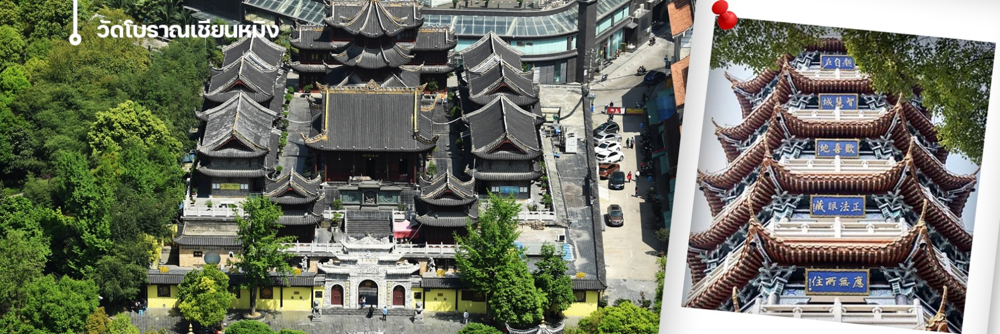 วัดโบราณเชียนหมิง
在自觀
城慧智
地喜歡
藏眼法正
住所無應